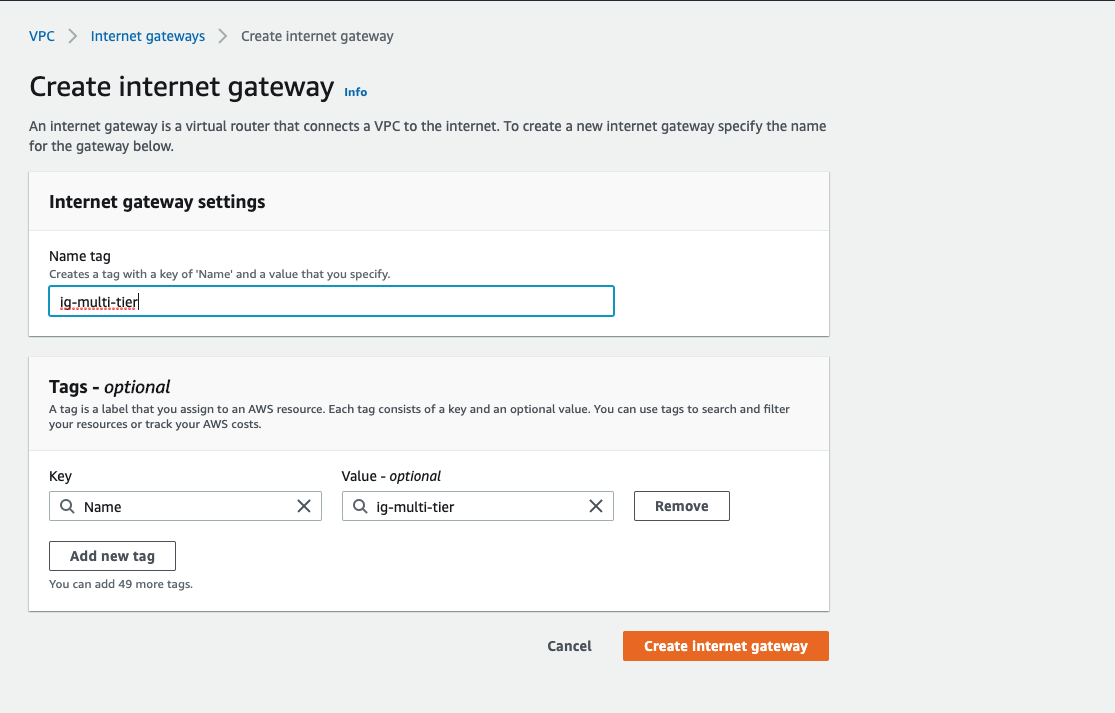 VPC > Internet gateways > Create internet gateway
Create internet gateway Info
An internet gateway is a virtual router that connects a VPC to the internet. To create a new internet gateway specify the name
for the gateway below.
Internet gateway settings
Name tag
Creates a tag with a key of 'Name' and a value that you specify.
ig-multi-tier
Tags - optional
A tag is a label that you assign to an AWS resource. Each tag consists of a key and an optional value. You can use tags to search and filter
your resources or track your AWS costs.
Key Value - optional
Name ig-multi-tier Remove
Add new tag
You can add 49 more tags.
Cancel Create internet gateway